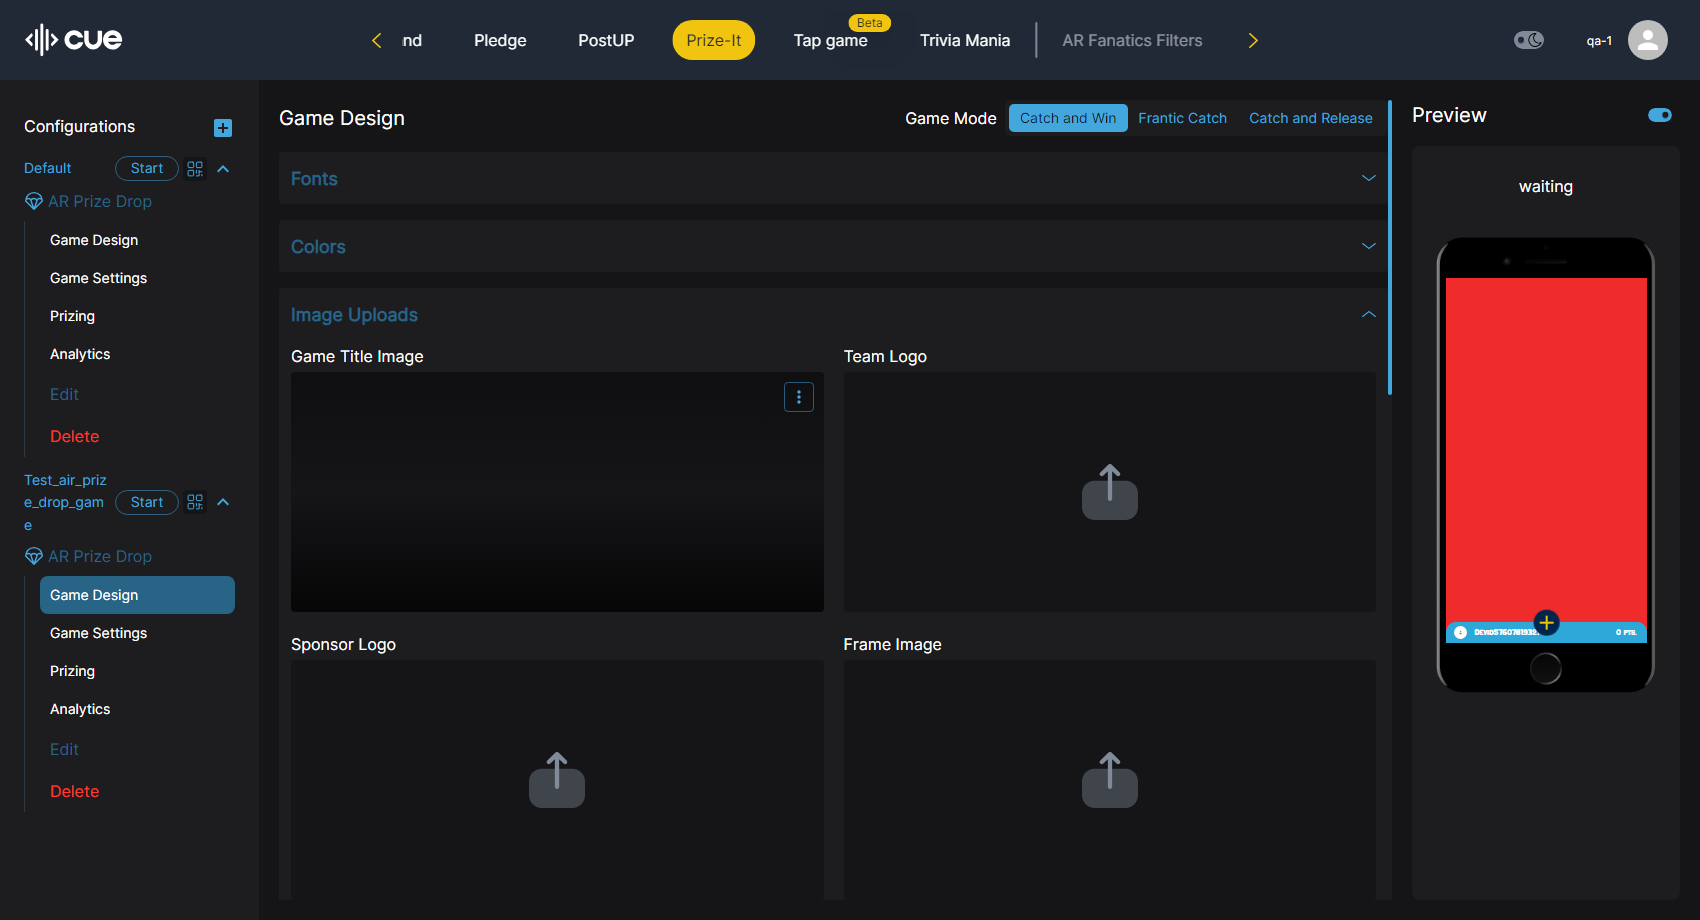 cue
nd
Pledge
PostUP
Prize-It
Beta
Tap game
Trivia Mania
AR Fanatics Filters
qa-1
Configurations
Default
Start
AR Prize Drop
Game Design
Game Settings
Prizing
Analytics
Edit
Delete
Test_air_priz
e_drop_gam
e
Start
AR Prize Drop
Game Design
Game Settings
Prizing
Analytics
Edit
Delete
Game Design
Game Mode
Catch and Win
Frantic Catch
Catch and Release
Fonts
Colors
Image Uploads
Game Title Image
Team Logo
Sponsor Logo
Frame Image
Preview
waiting
0 PTS.